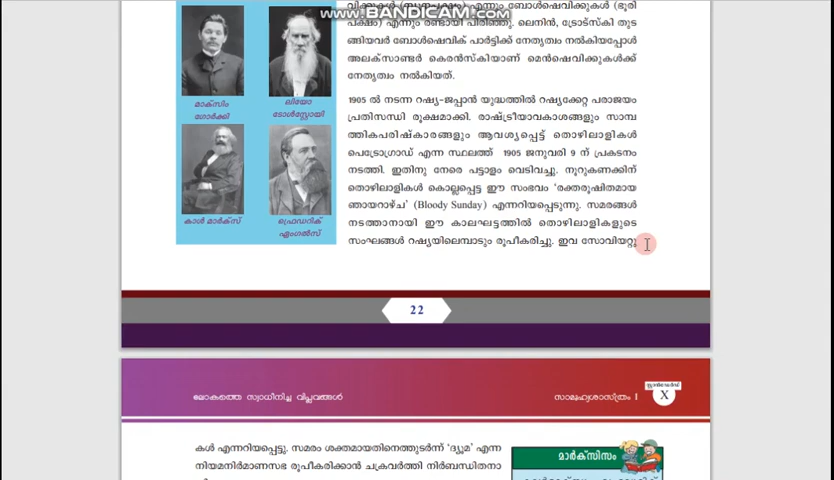 WWW.BANDICAM.COM
വിക്കുകൾ (ന്യൂനപക്ഷം) എന്നും ബോൾഷെവിക്കുകൾ (ഭൂരി
പക്ഷം) എന്നും രണ്ടായി പിരിഞ്ഞു. ലെനിൻ, ട്രോട്സ്കി തുട
ങ്ങിയവർ ബോൾഷെവിക് പാർട്ടിക്ക് നേതൃത്വം നൽകിയപ്പോൾ
അലക്സാണ്ടർ കെരൻസ്കിയാണ് മെൻഷെവിക്കുകൾക്ക്
നേതൃത്വം നൽകിയത്.
മാക്സിം
ഗോർക്കി
ലിയോ
ടോൾസ്റ്റോയി
കാൾ മാർക്സ്
ഫ്രെഡറിക്
ഏംഗൽസ്
1905 ൽ നടന്ന റഷ്യ-ജപ്പാൻ യുദ്ധത്തിൽ റഷ്യക്കേറ്റ പരാജയം
പ്രതിസന്ധി രൂക്ഷമാക്കി. രാഷ്ട്രീയാവകാശങ്ങളും സാമ്പ
ത്തികപരിഷ്കാരങ്ങളും ആവശ്യപ്പെട്ട് തൊഴിലാളികൾ
പെട്രോഗ്രാഡ് എന്ന സ്ഥലത്ത് 1905 ജനുവരി 9 ന് പ്രകടനം
നടത്തി. ഇതിനു നേരെ പട്ടാളം വെടിവച്ചു. നൂറുകണക്കിന്
തൊഴിലാളികൾ കൊല്ലപ്പെട്ട ഈ സംഭവം ‘രക്തരൂഷിതമായ
ഞായറാഴ്ച’ (Bloody Sunday) എന്നറിയപ്പെടുന്നു. സമരങ്ങൾ
നടത്താനായി ഈ കാലഘട്ടത്തിൽ തൊഴിലാളികളുടെ
സംഘങ്ങൾ റഷ്യയിലെമ്പാടും രൂപീകരിച്ചു. ഇവ സോവിയറ്റു
22
ലോകത്തെ സ്വാധീനിച്ച വിപ്ലവങ്ങൾ
സാമൂഹ്യശാസ്ത്രം I
സ്റ്റാൻഡേർഡ്
X
കൾ എന്നറിയപ്പെട്ടു. സമരം ശക്തമായതിനെത്തുടർന്ന് ‘ദ്യൂമ’ എന്ന
നിയമനിർമാണസഭ രൂപീകരിക്കാൻ ചക്രവർത്തി നിർബന്ധിതനാ
മാർക്സിസം